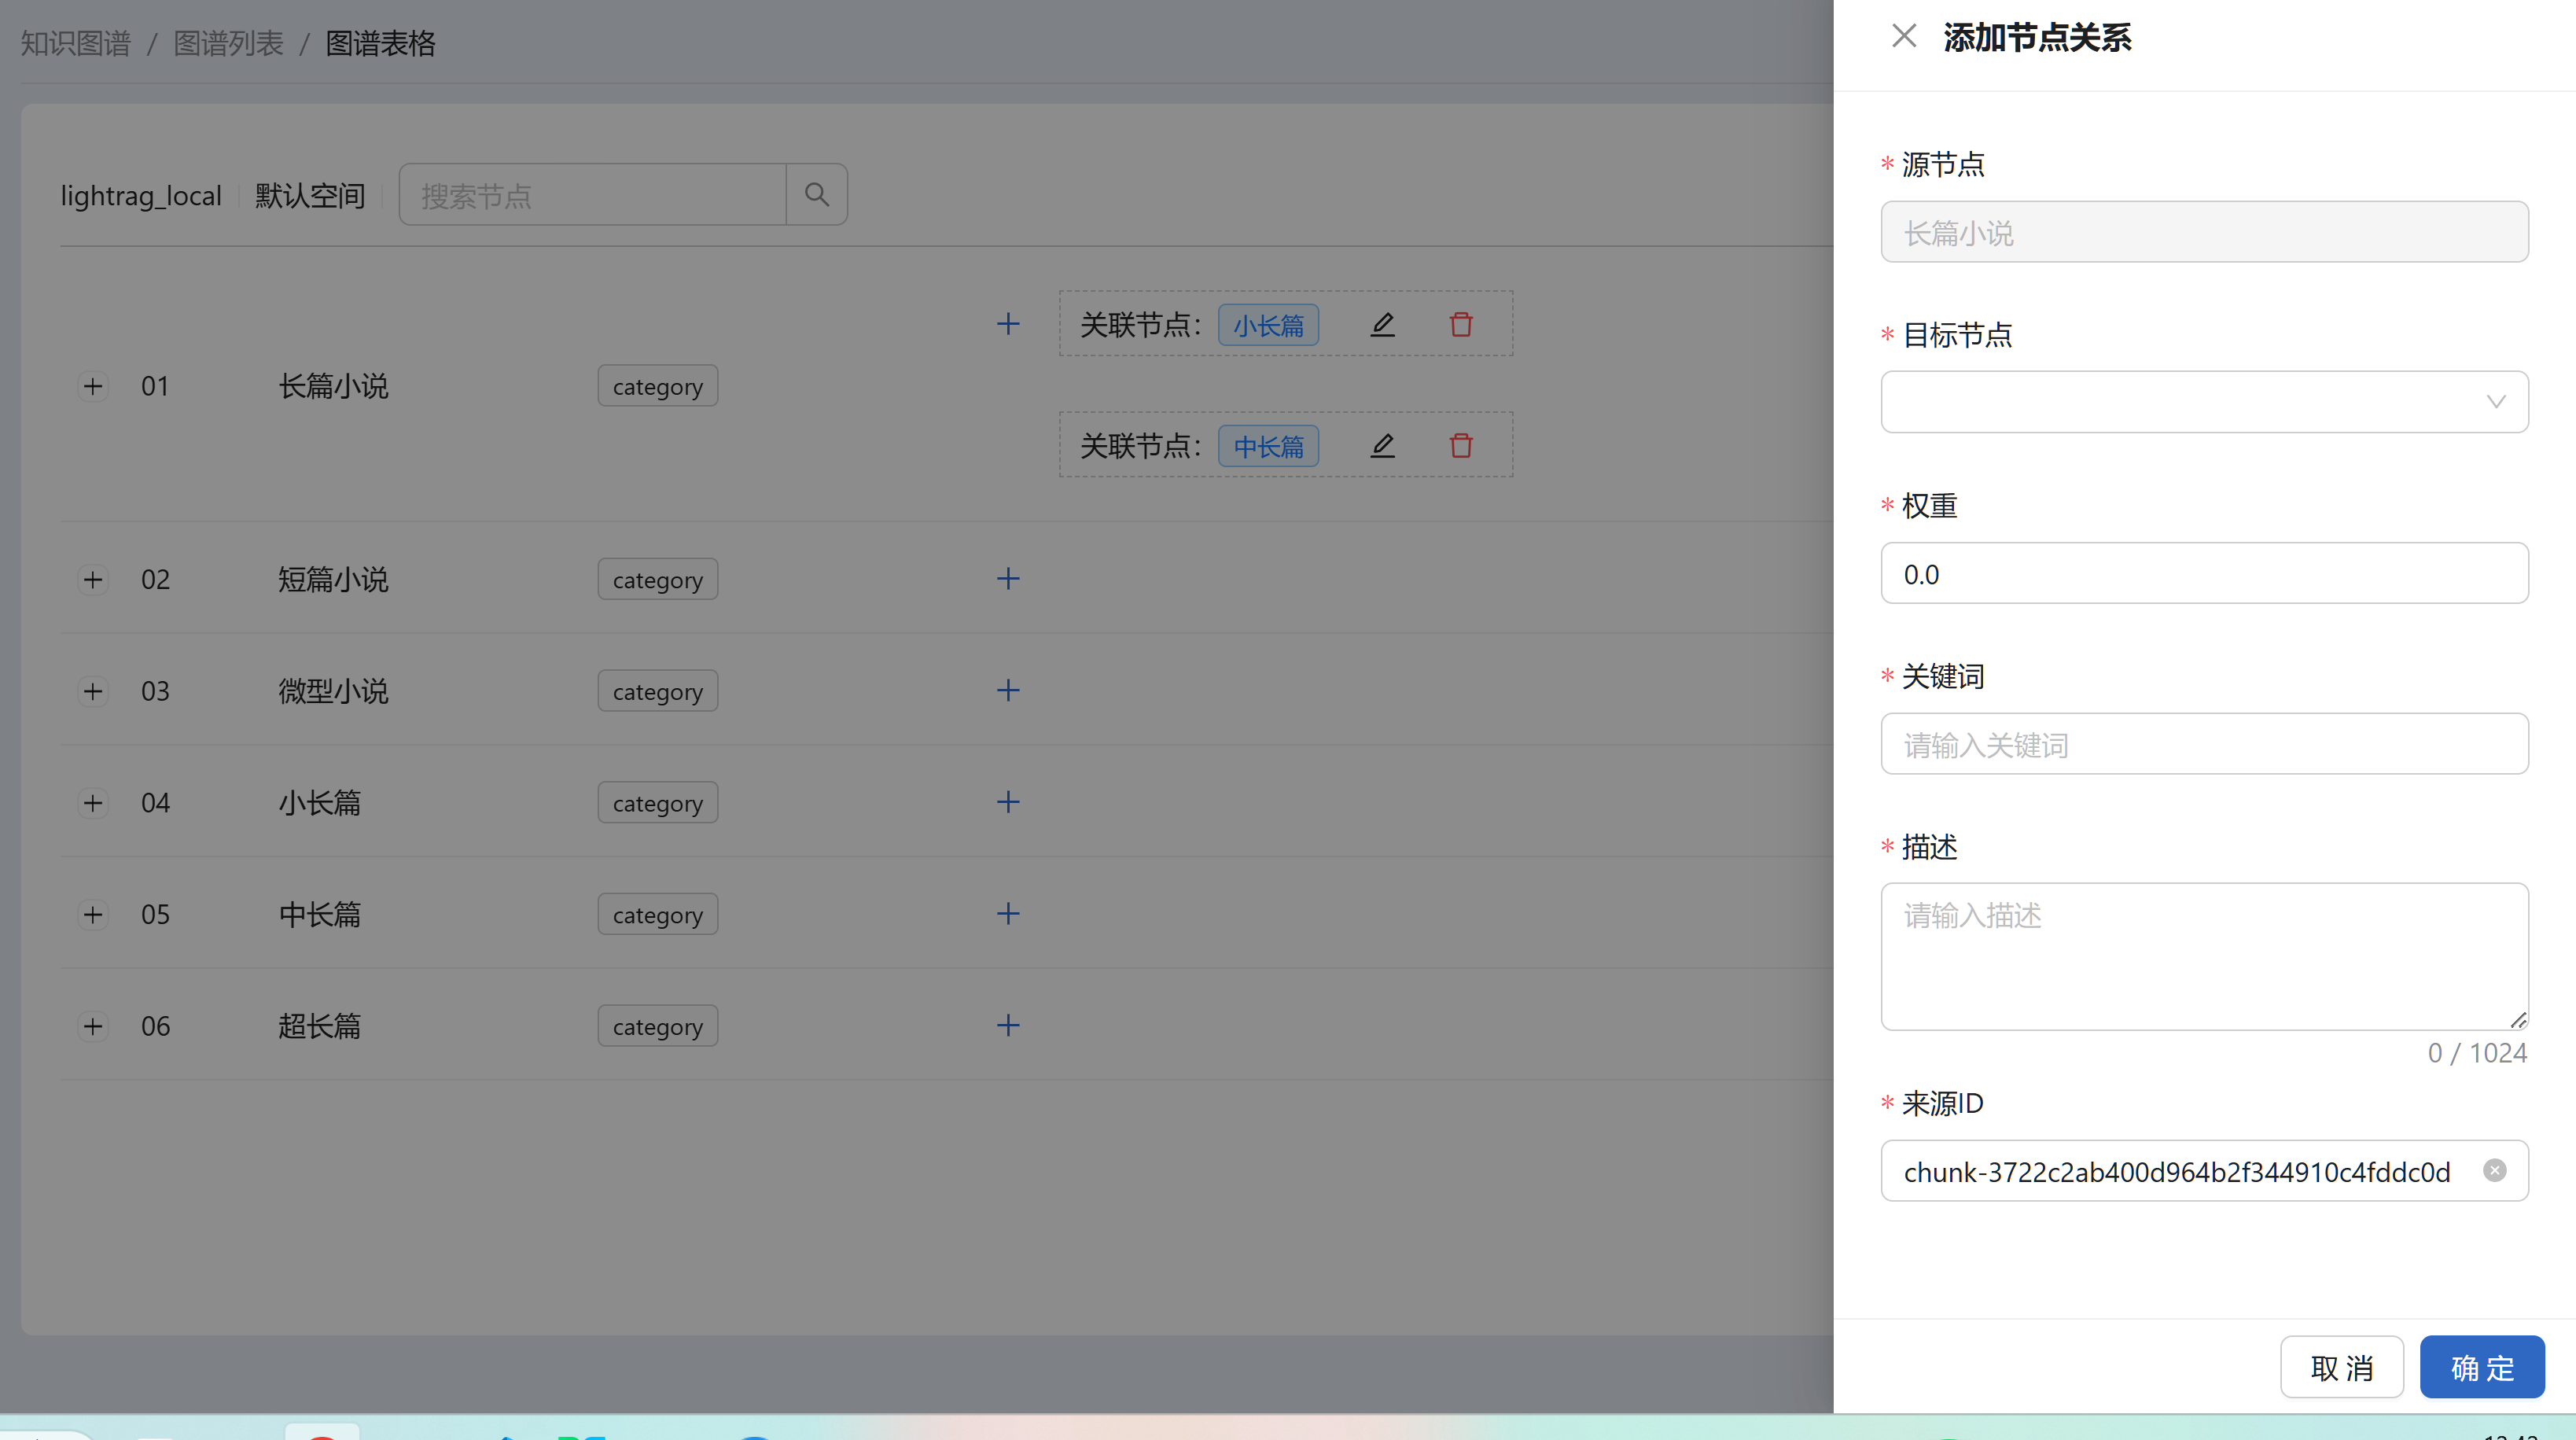 知识图谱 / 图谱列表 / 图谱表格
lightrag_local 默认空间 搜索节点
01 长篇小说 category 关联节点： 小长篇
关联节点： 中长篇
02 短篇小说 category
03 微型小说 category
04 小长篇 category
05 中长篇 category
06 超长篇 category
添加节点关系
* 源节点
长篇小说
* 目标节点
* 权重
0.0
* 关键词
请输入关键词
* 描述
请输入描述
0 / 1024
* 来源ID
chunk-3722c2ab400d964b2f344910c4fddc0d
取 消 确 定